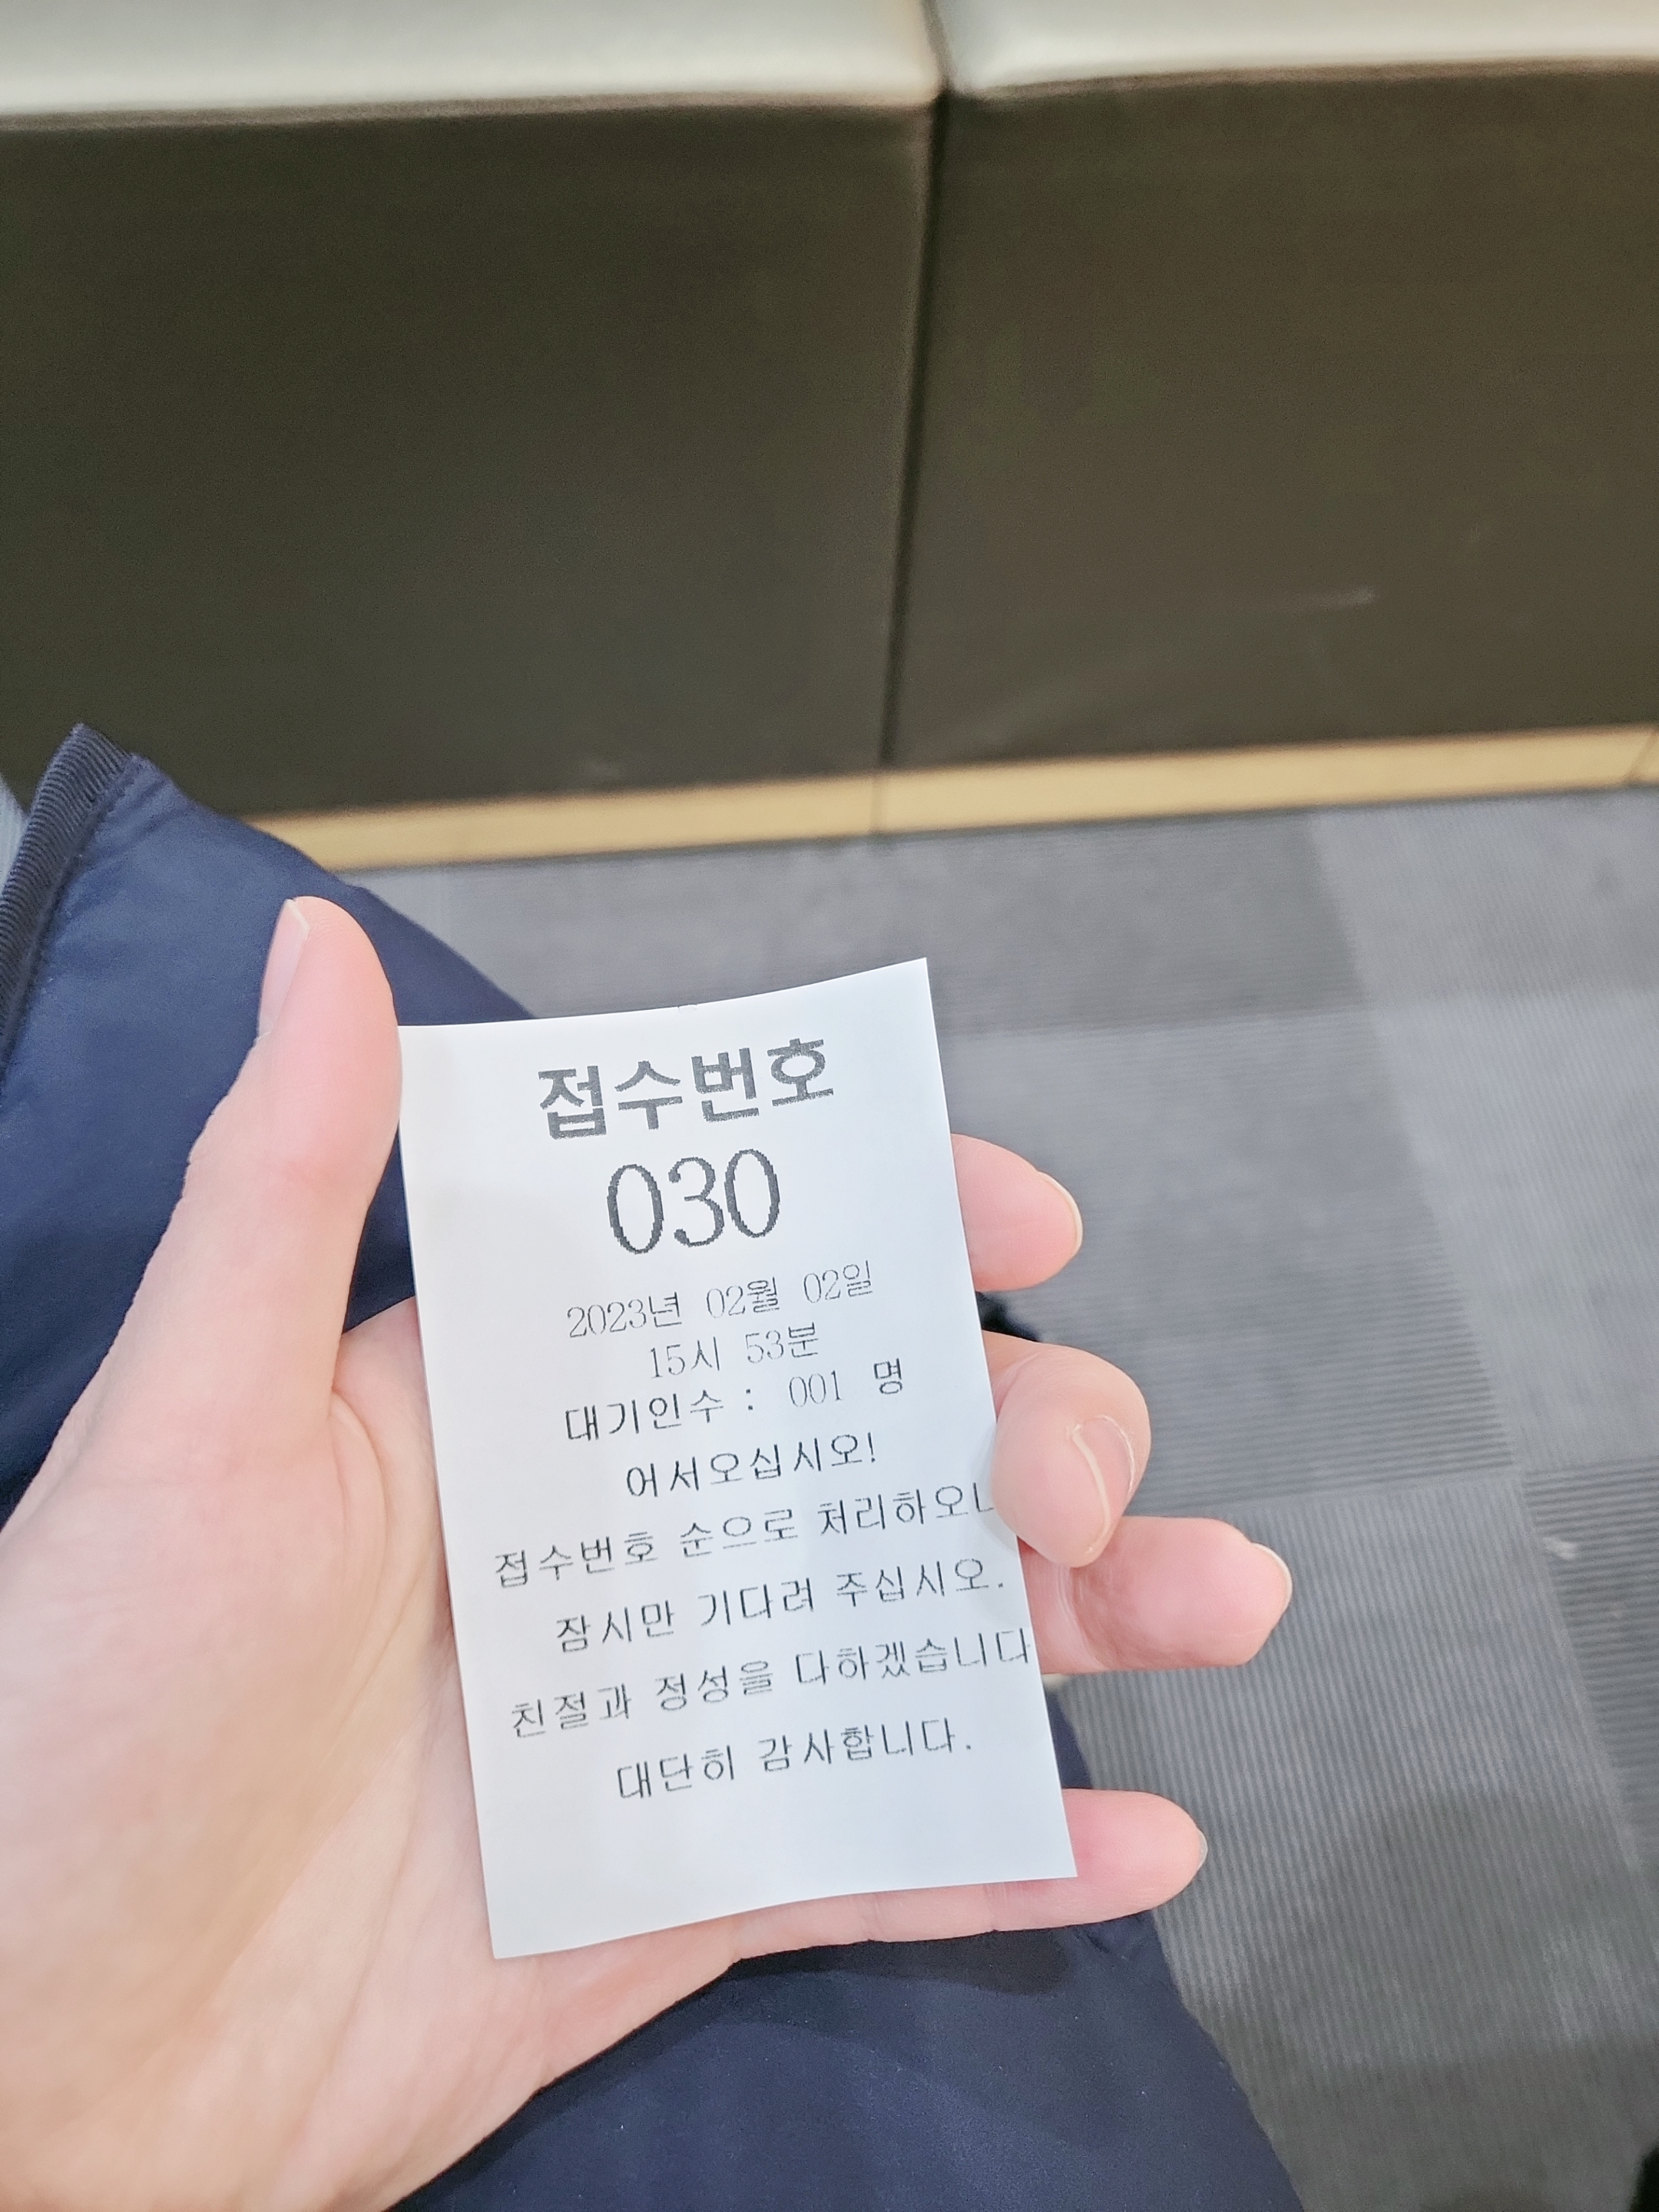 접수번호
030
2023년 02월 02일
15시 53분
대기인수 : 001 명
어서오십시오!
접수번호 순으로 처리하오니
잠시만 기다려 주십시오.
친절과 정성을 다하겠습니다
대단히 감사합니다.